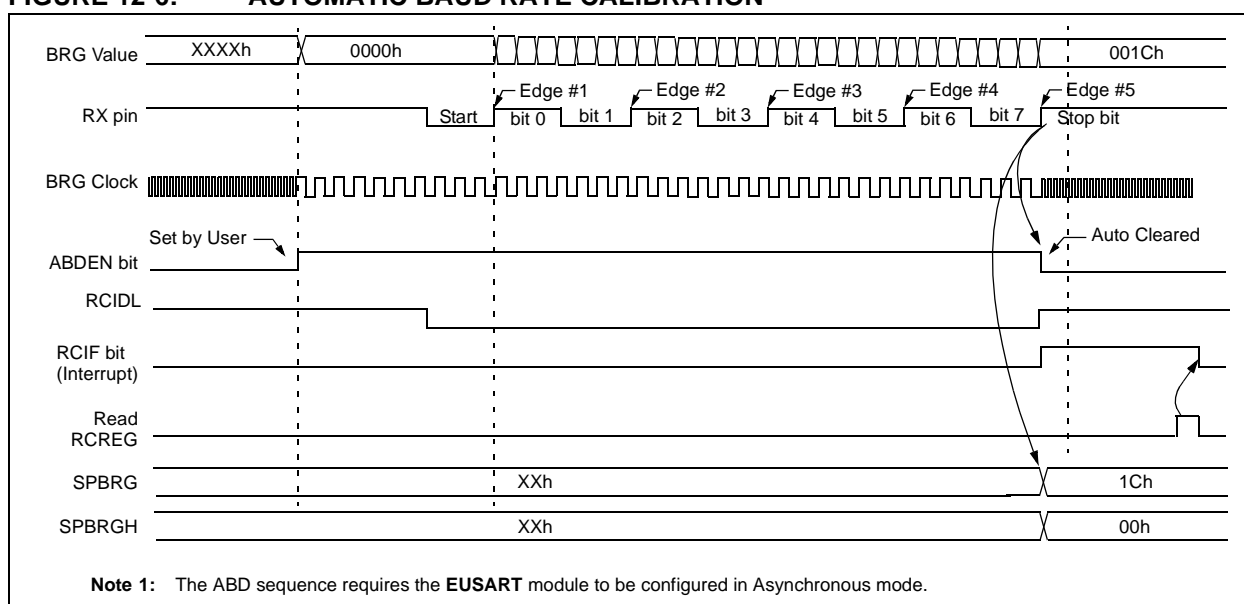 FIGURE 12-6: AUTOMATIC BAUD RATE CALIBRATION
BRG Value XXXXh 0000h 001Ch
RX pin Start Edge #1 bit 0 bit 1 Edge #2 bit 2 bit 3 Edge #3 bit 4 bit 5 Edge #4 bit 6 bit 7 Edge #5 Stop bit
BRG Clock
Set by User Auto Cleared
ABDEN bit
RCIDL
RCIF bit
(Interrupt)
Read
RCREG
SPBRG XXh 1Ch
SPBRGH XXh 00h
Note 1: The ABD sequence requires the EUSART module to be configured in Asynchronous mode.